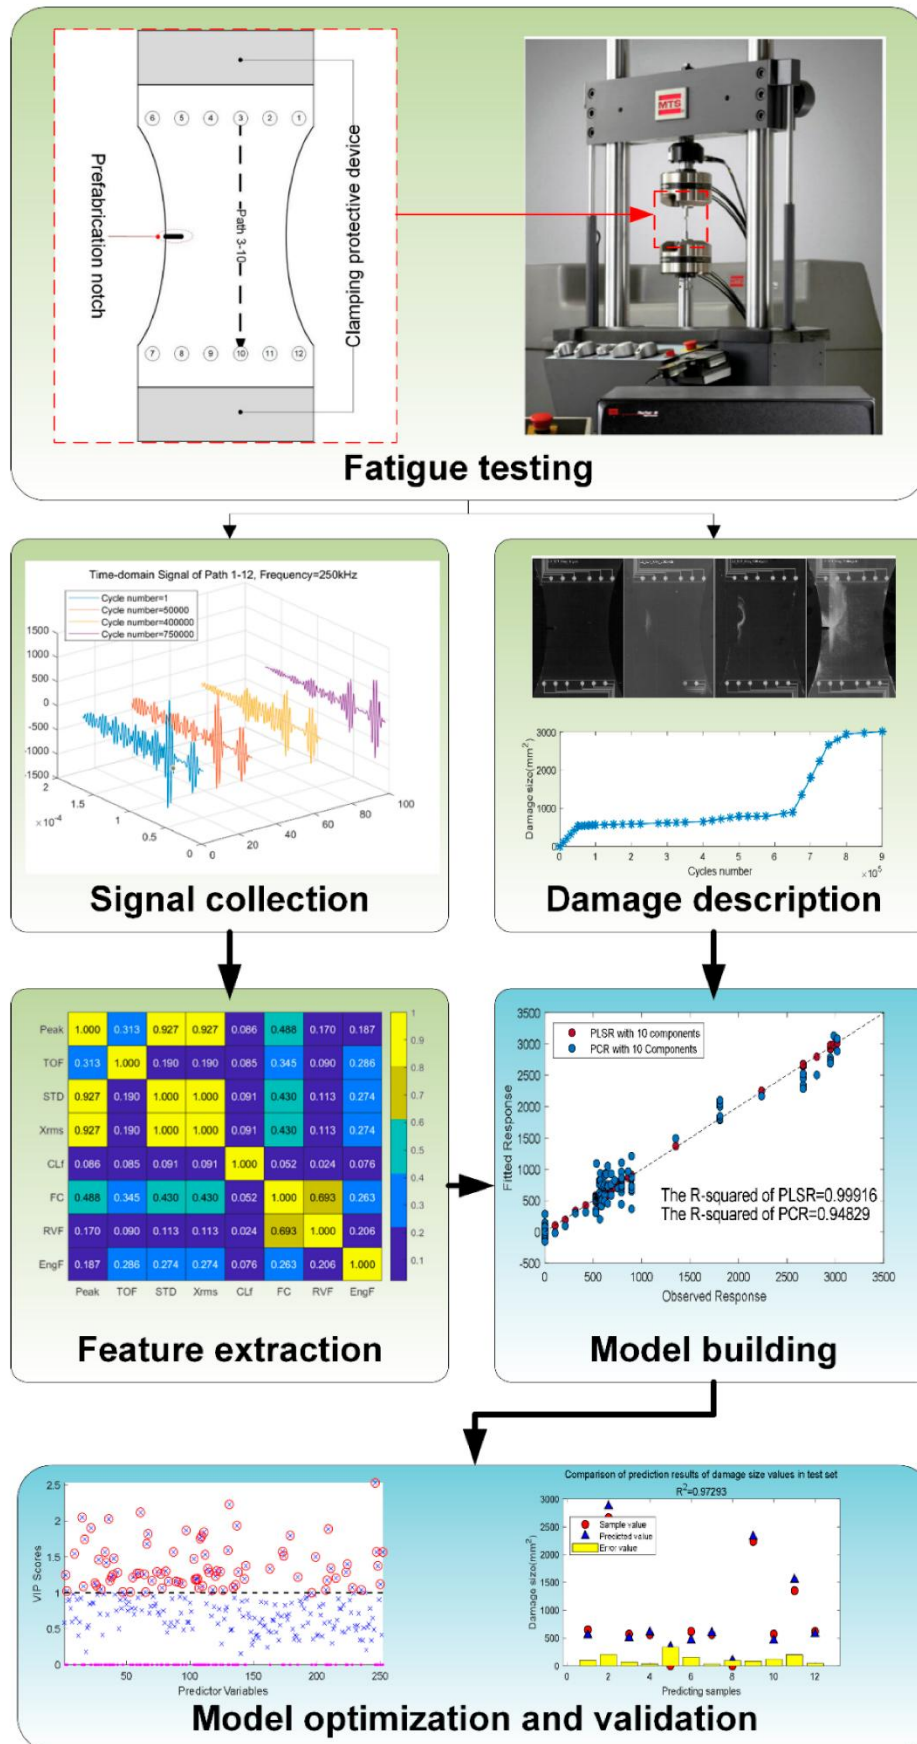 6 5 4 3 2 1
Prefabrication notch
Path 3-10
Clamping protective device
7 8 9 10 11 12
MTS
Fatigue testing
Time-domain Signal of Path 1-12, Frequency=250kHz
Cycle number=1
Cycle number=50000
Cycle number=400000
Cycle number=750000
1500
1000
500
0
-500
-1000
-1500
2
1.5
1
0.5
0
×10⁻⁴
0 20 40 60 80 100
Signal collection
Damage size(mm²)
3000
2000
1000
0
0 1 2 3 4 5 6 7 8 9
Cycles number
×10⁵
Damage description
Peak 1.000 0.313 0.927 0.927 0.086 0.488 0.170 0.187
TOF 0.313 1.000 0.190 0.190 0.085 0.345 0.090 0.286
STD 0.927 0.190 1.000 1.000 0.091 0.430 0.113 0.274
Xrms 0.927 0.190 1.000 1.000 0.091 0.430 0.113 0.274
CLf 0.086 0.085 0.091 0.091 1.000 0.052 0.024 0.076
FC 0.488 0.345 0.430 0.430 0.052 1.000 0.693 0.263
RVF 0.170 0.090 0.113 0.113 0.024 0.693 1.000 0.206
EngF 0.187 0.286 0.274 0.274 0.076 0.263 0.206 1.000
Peak TOF STD Xrms CLf FC RVF EngF
1
0.9
0.8
0.7
0.6
0.5
0.4
0.3
0.2
0.1
Feature extraction
Fitted Response
3500
3000
2500
2000
1500
1000
500
0
-500
PLSR with 10 components
PCR with 10 Components
The R-squared of PLSR=0.99916
The R-squared of PCR=0.94829
0 500 1000 1500 2000 2500 3000 3500
Observed Response
Model building
VIP Scores
2.5
2
1.5
1
0.5
0
50 100 150 200 250
Predictor Variables
Comparison of prediction results of damage size values in test set
R²=0.97293
Damage size(mm²)
3000
2500
2000
1500
1000
500
0
Sample value
Predicted value
Error value
0 2 4 6 8 10 12
Predicting samples
Model optimization and validation